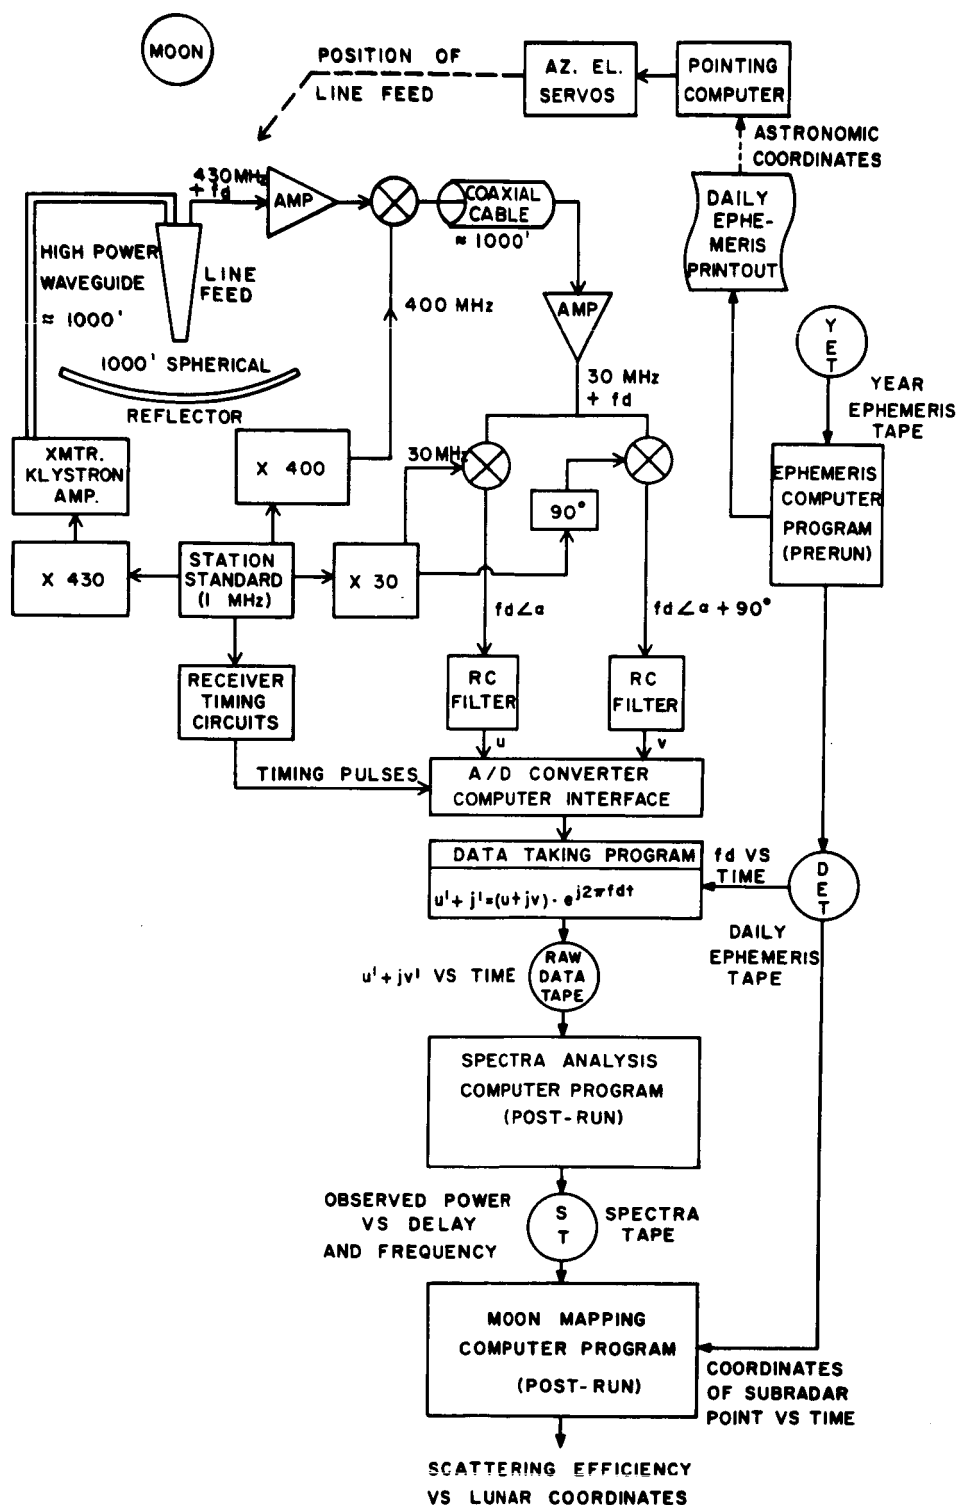 MOON
POSITION OF
LINE FEED
AZ. EL.
SERVOS
POINTING
COMPUTER
ASTRONOMIC
COORDINATES
430 MHz
+ fd
AMP
COAXIAL
CABLE
≈ 1000'
DAILY
EPHE-
MERIS
PRINTOUT
HIGH POWER
WAVEGUIDE
≈ 1000'
LINE
FEED
400 MHz
AMP
1000' SPHERICAL
REFLECTOR
30 MHz
+ fd
Y
E
T
YEAR
EPHEMERIS
TAPE
XMTR.
KLYSTRON
AMP.
X 400
30 MHz
90°
EPHEMERIS
COMPUTER
PROGRAM
(PRERUN)
X 430
STATION
STANDARD
(1 MHz)
X 30
fd∠α
fd∠α + 90°
RECEIVER
TIMING
CIRCUITS
RC
FILTER
RC
FILTER
u
v
TIMING PULSES
A/D CONVERTER
COMPUTER INTERFACE
DATA TAKING PROGRAM
u' + j' = (u+jv) · e^j2πfdt
fd VS
TIME
D
E
T
DAILY
EPHEMERIS
TAPE
u' + jv' VS TIME
RAW
DATA
TAPE
SPECTRA ANALYSIS
COMPUTER PROGRAM
(POST-RUN)
OBSERVED POWER
VS DELAY
AND FREQUENCY
S
T
SPECTRA
TAPE
MOON MAPPING
COMPUTER PROGRAM
(POST-RUN)
COORDINATES
OF SUBRADAR
POINT VS TIME
SCATTERING EFFICIENCY
VS LUNAR COORDINATES